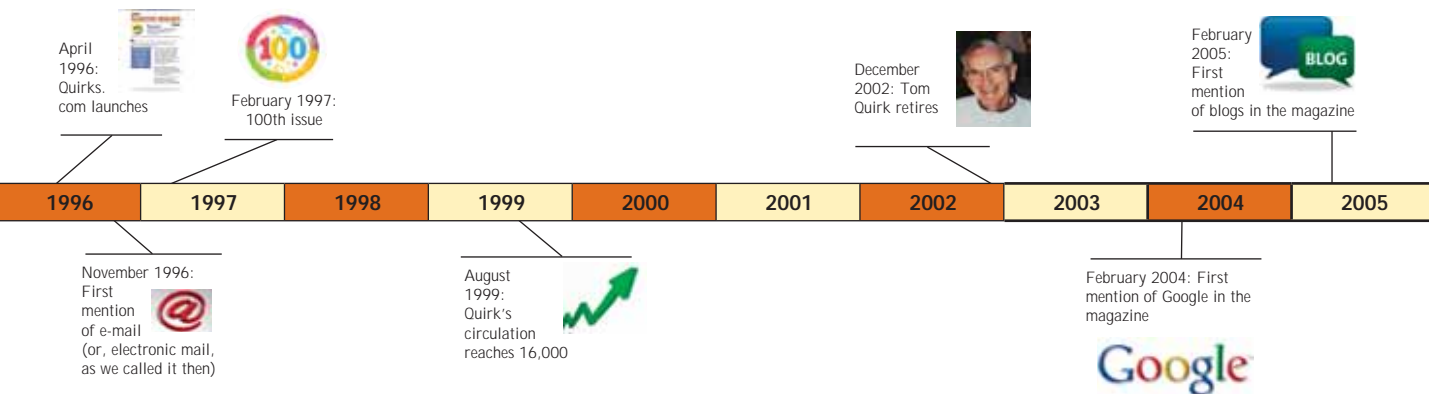 April
1996:
Quirks.
com launches
100
February 1997:
100th issue
December
2002: Tom
Quirk retires
February
2005:
First
mention
of blogs in the magazine
BLOG
1996
1997
1998
1999
2000
2001
2002
2003
2004
2005
November 1996:
First
mention
of e-mail
(or, electronic mail,
as we called it then)
@
August
1999:
Quirk's
circulation
reaches 16,000
February 2004: First
mention of Google in the
magazine
Google